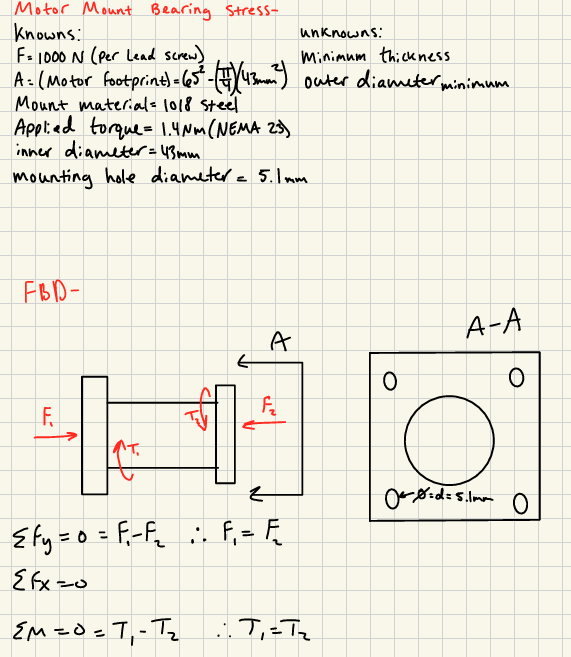 Motor Mount Bearing Stress-
Knowns:
F= 1000 N (per Lead screw)
A= (Motor footprint)=(65²-(π/4)(43mm²)
Mount material= 1018 steel
Applied torque= 1.4Nm (NEMA 23)
inner diameter= 43mm
mounting hole diameter = 5.1mm
unknowns:
minimum thickness
outer diameter minimum
FBD-
A
A-A
F₁
T₁
T₂
F₂
Ø=d=5.1mm
ΣFy = 0 = F₁-F₂ ∴ F₁ = F₂
ΣFx=0
ΣM = 0 = T₁ - T₂ ∴ T₁ = T₂